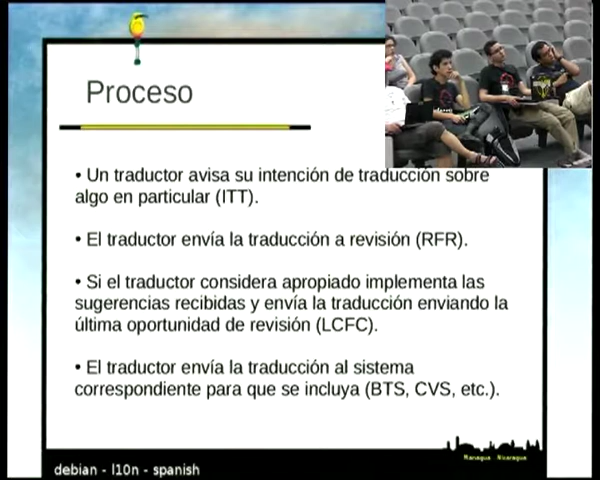 Proceso
• Un traductor avisa su intención de traducción sobre
algo en particular (ITT).
• El traductor envía la traducción a revisión (RFR).
• Si el traductor considera apropiado implementa las
sugerencias recibidas y envía la traducción enviando la
última oportunidad de revisión (LCFC).
• El traductor envía la traducción al sistema
correspondiente para que se incluya (BTS, CVS, etc.).
Managua Nicaragua
debian - l10n - spanish